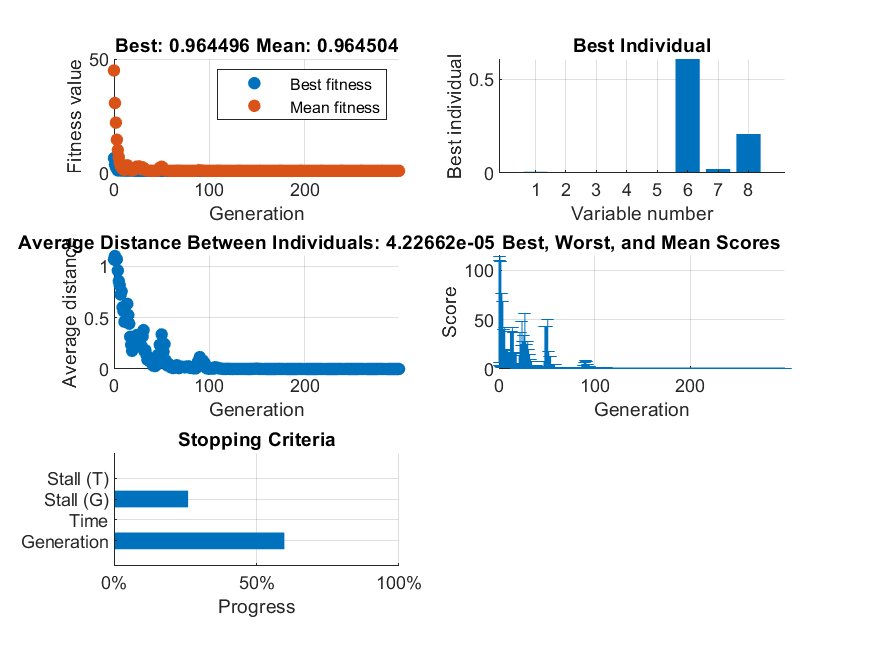 Best: 0.964496 Mean: 0.964504
Fitness value
50
0
Best fitness
Mean fitness
0 100 200
Generation
Best Individual
Best individual
0.5
0
1 2 3 4 5 6 7 8
Variable number
Average Distance Between Individuals: 4.22662e-05
Average distance
1
0.5
0
0 100 200
Generation
Best, Worst, and Mean Scores
Score
100
50
0
0 100 200
Generation
Stopping Criteria
Stall (T)
Stall (G)
Time
Generation
0% 50% 100%
Progress